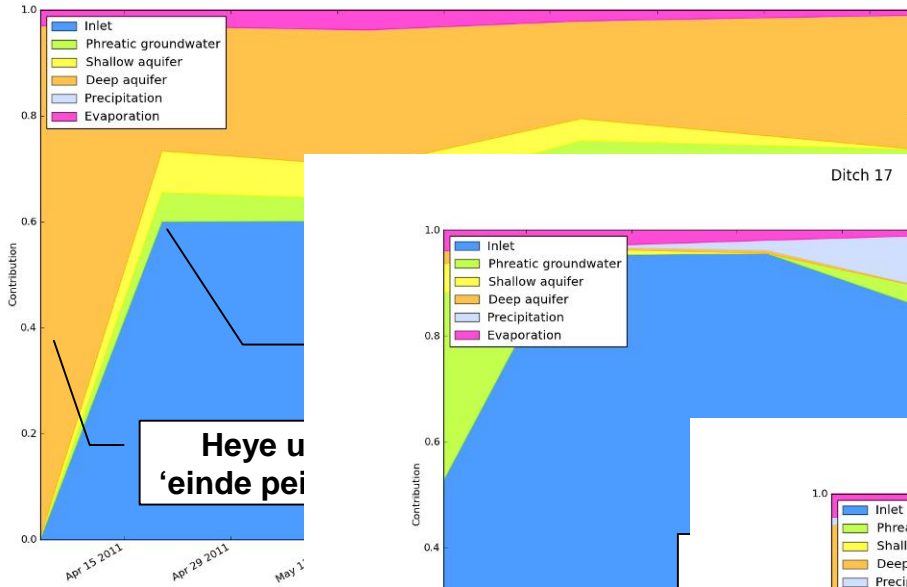 1.0
Inlet
Phreatic groundwater
Shallow aquifer
Deep aquifer
Precipitation
Evaporation
0.8
0.6
Contribution
0.4
0.2
0.0
Apr 15 2011
Apr 29 2011
May
Heye
'einde
Ditch 17
1.0
Inlet
Phreatic groundwater
Shallow aquifer
Deep aquifer
Precipitation
Evaporation
0.8
0.6
Contribution
0.4
1.0
Inlet